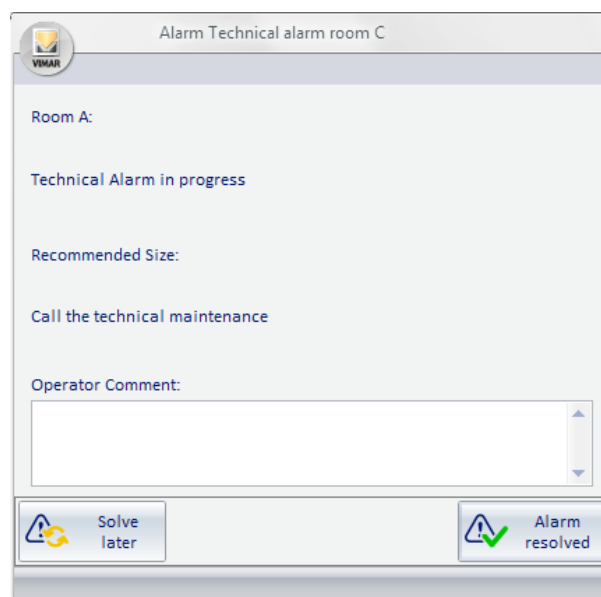 Alarm Technical alarm room C
VIMAR
Room A:
Technical Alarm in progress
Recommended Size:
Call the technical maintenance
Operator Comment:
Solve
later
Alarm
resolved